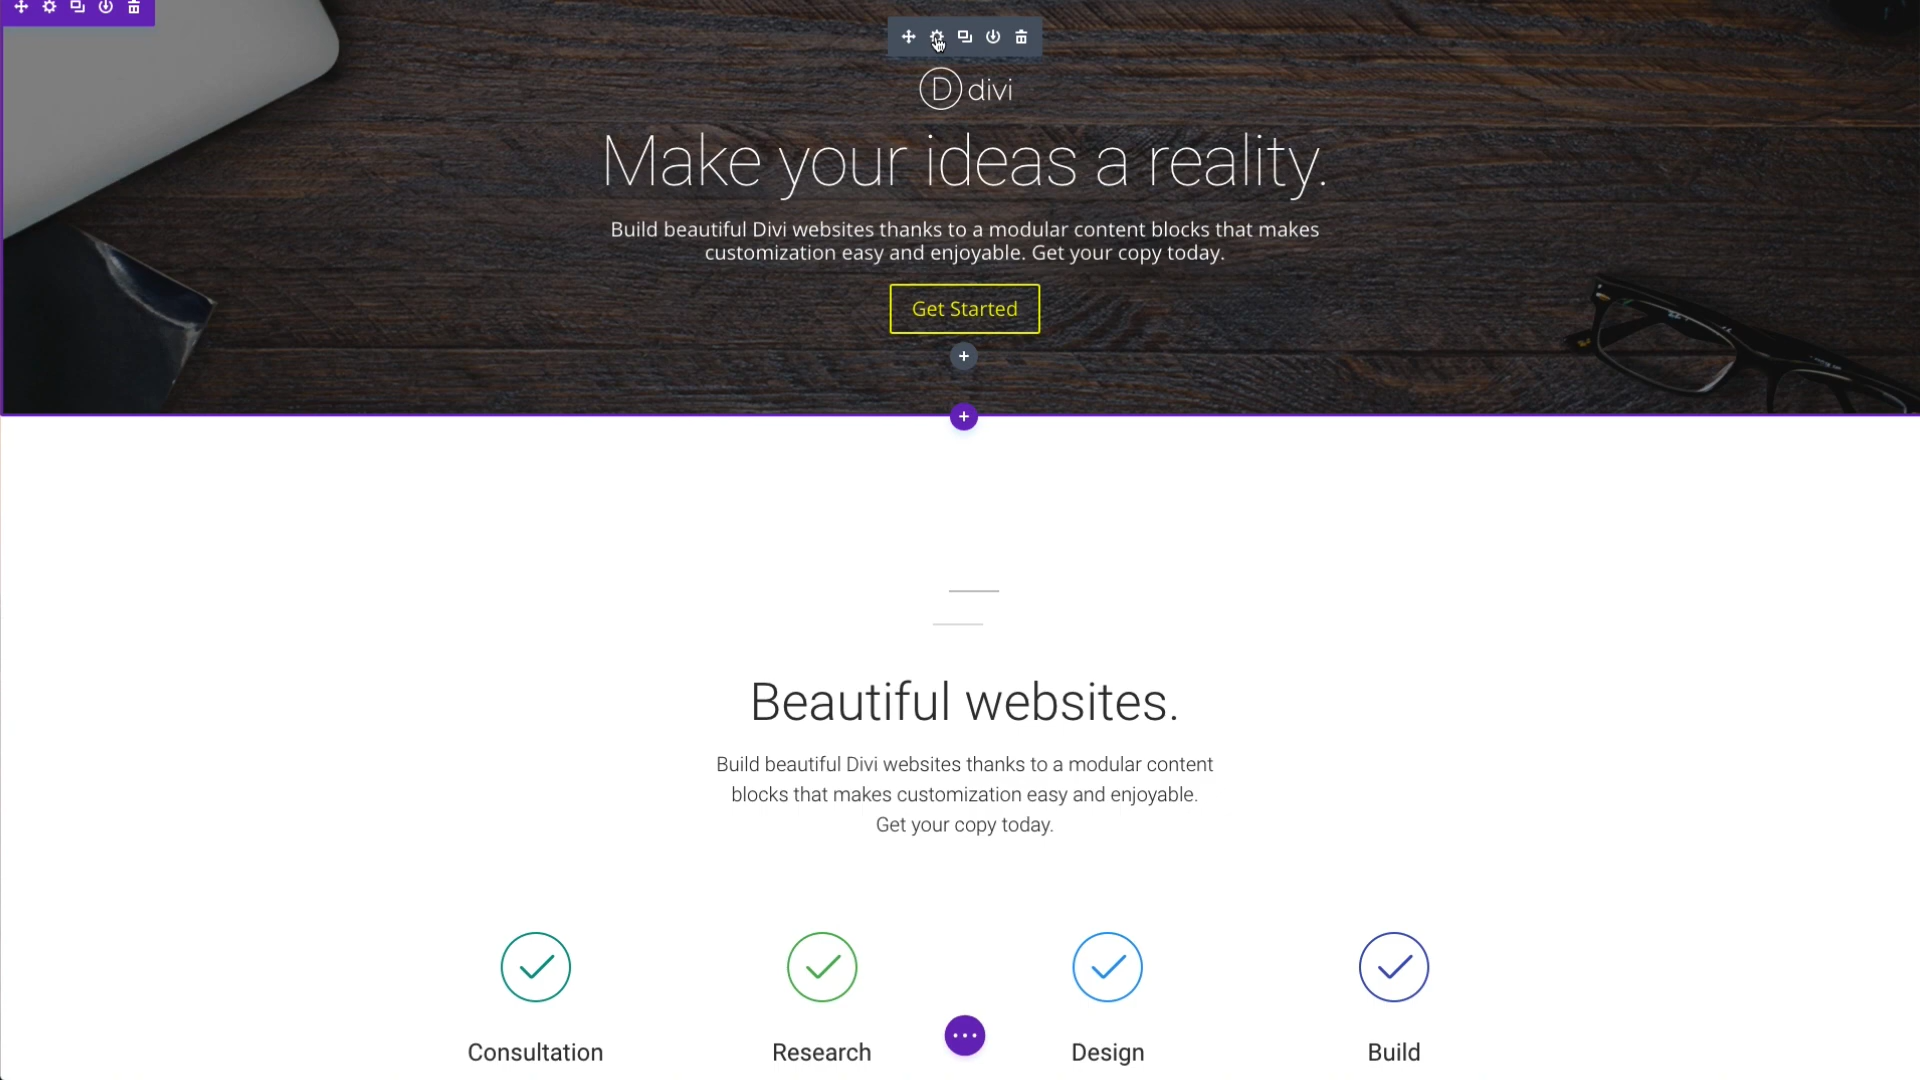 D divi
Make your ideas a reality.
Build beautiful Divi websites thanks to a modular content blocks that makes
customization easy and enjoyable. Get your copy today.
Get Started
Beautiful websites.
Build beautiful Divi websites thanks to a modular content
blocks that makes customization easy and enjoyable.
Get your copy today.
Consultation
Research
Design
Build